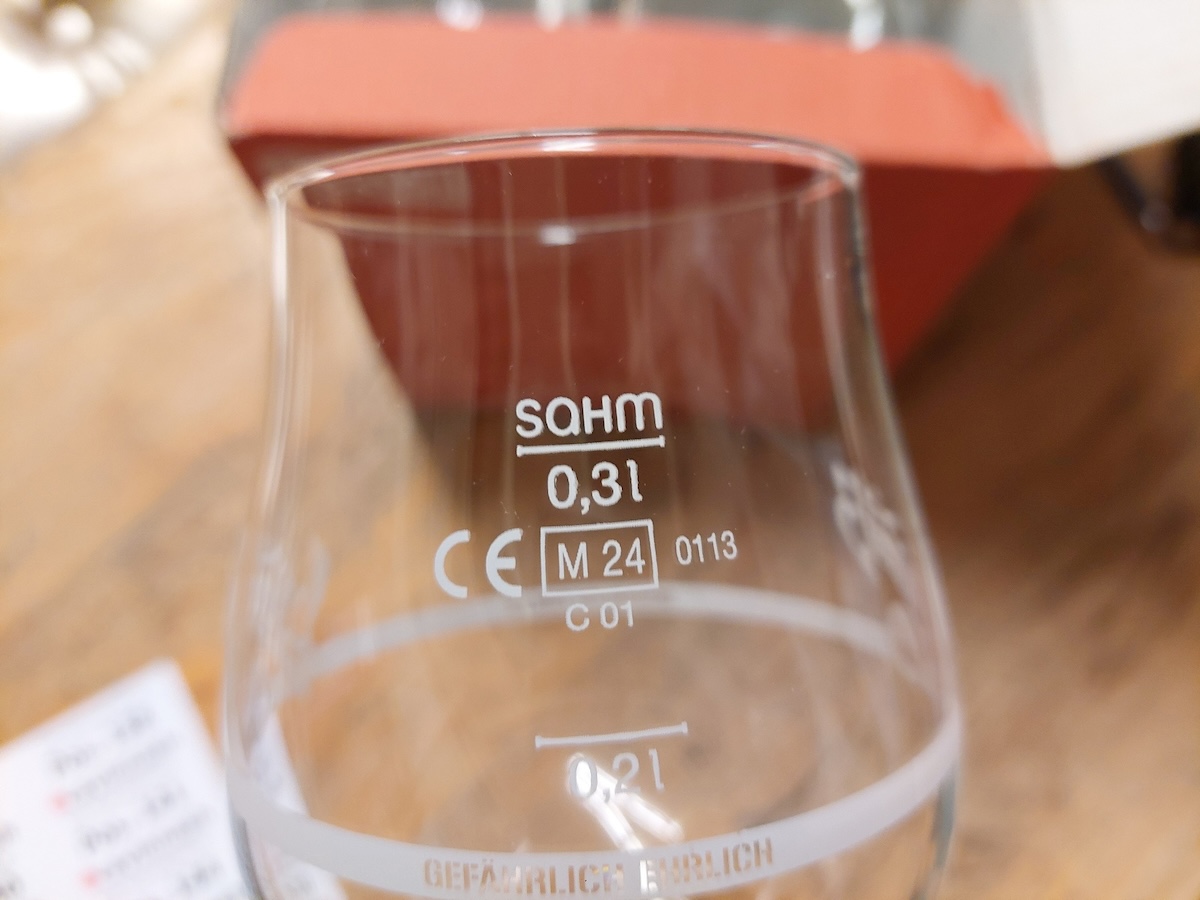 sahm
0,3l
CE M 24 0113
C 01
0,2l
GEFÄHRLICH EHRLICH